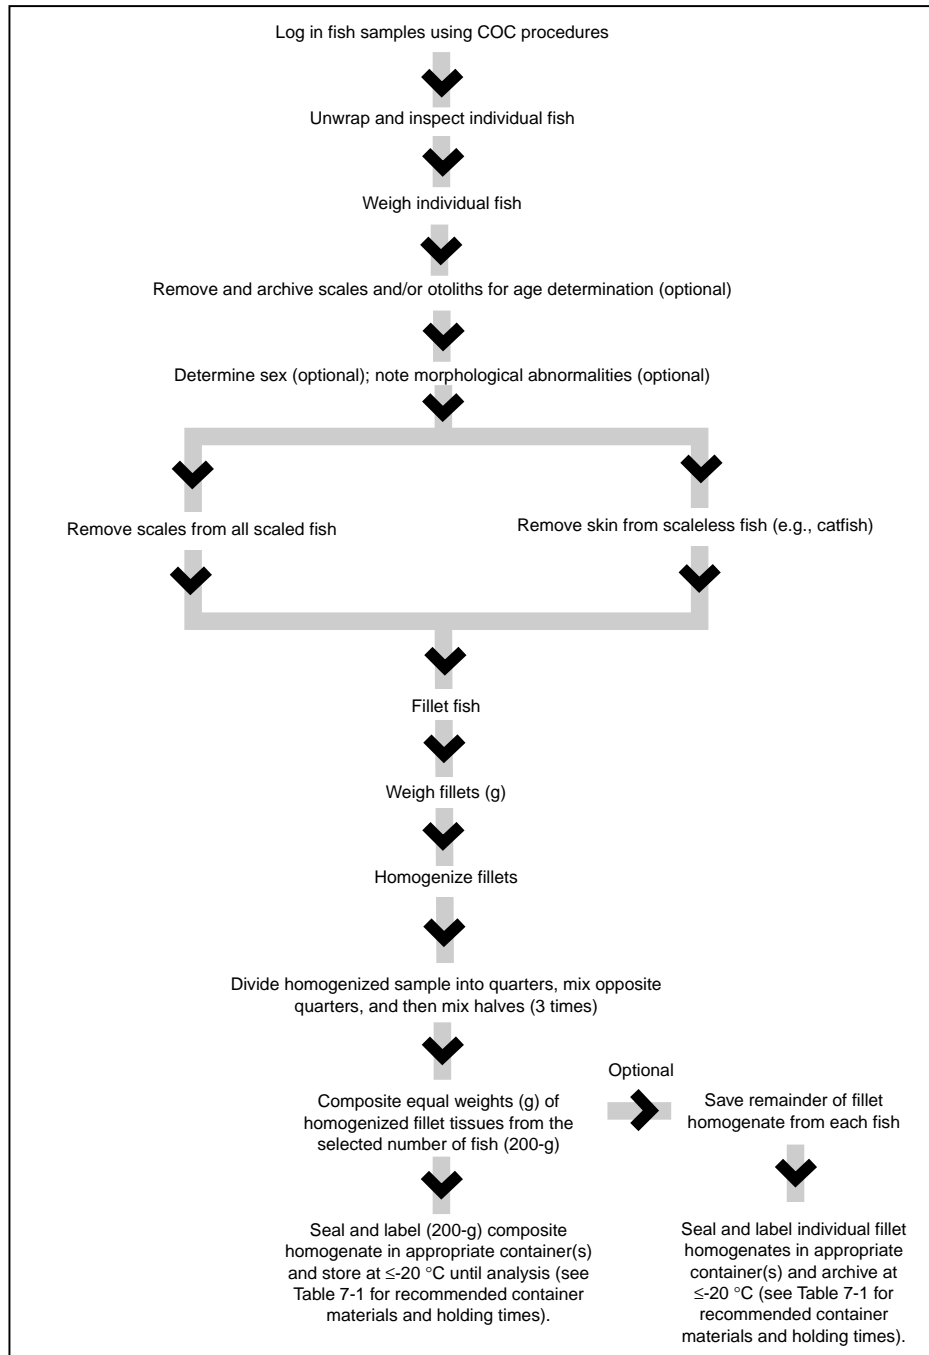 Log in fish samples using COC procedures
Unwrap and inspect individual fish
Weigh individual fish
Remove and archive scales and/or otoliths for age determination (optional)
Determine sex (optional); note morphological abnormalities (optional)
Remove scales from all scaled fish
Remove skin from scaleless fish (e.g., catfish)
Fillet fish
Weigh fillets (g)
Homogenize fillets
Divide homogenized sample into quarters, mix opposite
quarters, and then mix halves (3 times)
Composite equal weights (g) of
homogenized fillet tissues from the
selected number of fish (200-g)
Optional
Save remainder of fillet
homogenate from each fish
Seal and label (200-g) composite
homogenate in appropriate container(s)
and store at ≤-20 °C until analysis (see
Table 7-1 for recommended container
materials and holding times).
Seal and label individual fillet
homogenates in appropriate
container(s) and archive at
≤-20 °C (see Table 7-1 for
recommended container
materials and holding times).